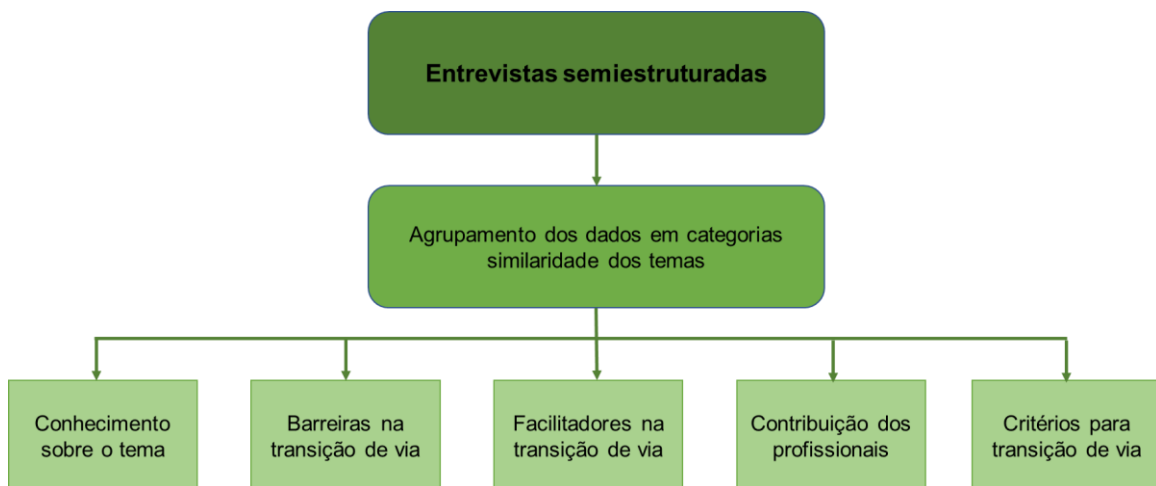 Entrevistas semiestruturadas
Agrupamento dos dados em categorias
similaridade dos temas
Conhecimento
sobre o tema
Barreiras na
transição de via
Facilitadores na
transição de via
Contribuição dos
profissionais
Critérios para
transição de via